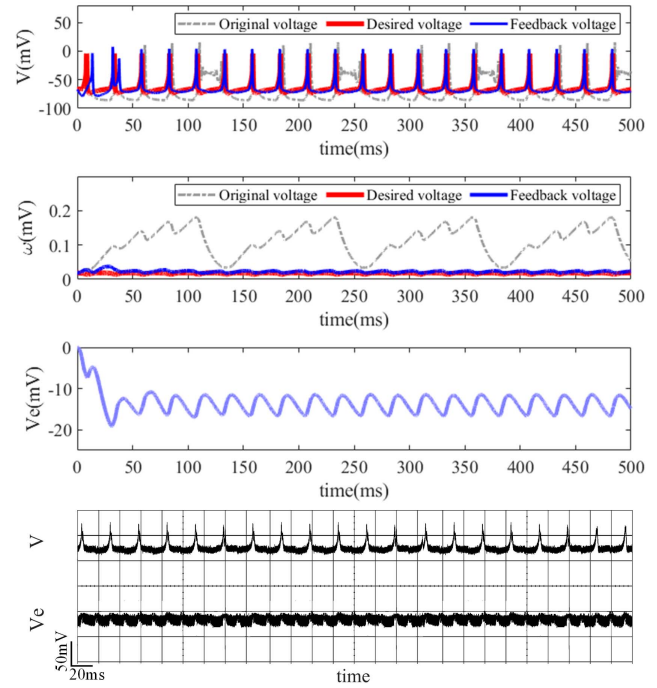 Original voltage Desired voltage Feedback voltage
50
0
-50
-100
V(mV)
0 50 100 150 200 250 300 350 400 450 500
time(ms)
Original voltage Desired voltage Feedback voltage
0.2
0.1
0
ω(mV)
0 50 100 150 200 250 300 350 400 450 500
time(ms)
0
-10
-20
Ve(mV)
0 50 100 150 200 250 300 350 400 450 500
time(ms)
V
Ve
50mV
20ms
time